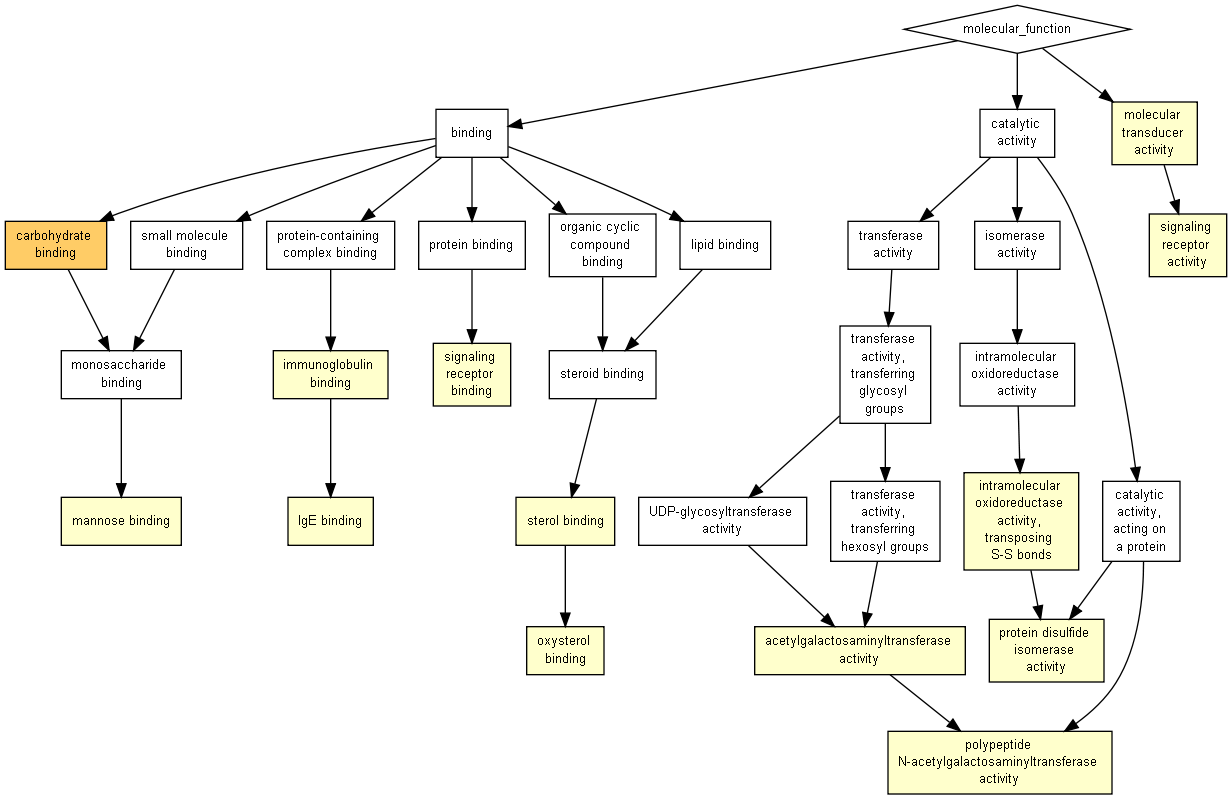 molecular_function
binding
catalytic
activity
molecular
transducer
activity
carbohydrate
binding
small molecule
binding
protein-containing
complex binding
protein binding
organic cyclic
compound
binding
lipid binding
transferase
activity
isomerase
activity
signaling
receptor
activity
monosaccharide
binding
immunoglobulin
binding
signaling
receptor
binding
steroid binding
transferase
activity,
transferring
glycosyl
groups
intramolecular
oxidoreductase
activity
mannose binding
IgE binding
sterol binding
UDP-glycosyltransferase
activity
transferase
activity,
transferring
hexosyl groups
intramolecular
oxidoreductase
activity,
transposing
S-S bonds
catalytic
activity,
acting on
a protein
oxysterol
binding
acetylgalactosaminyltransferase
activity
protein disulfide
isomerase
activity
polypeptide
N-acetylgalactosaminyltransferase
activity